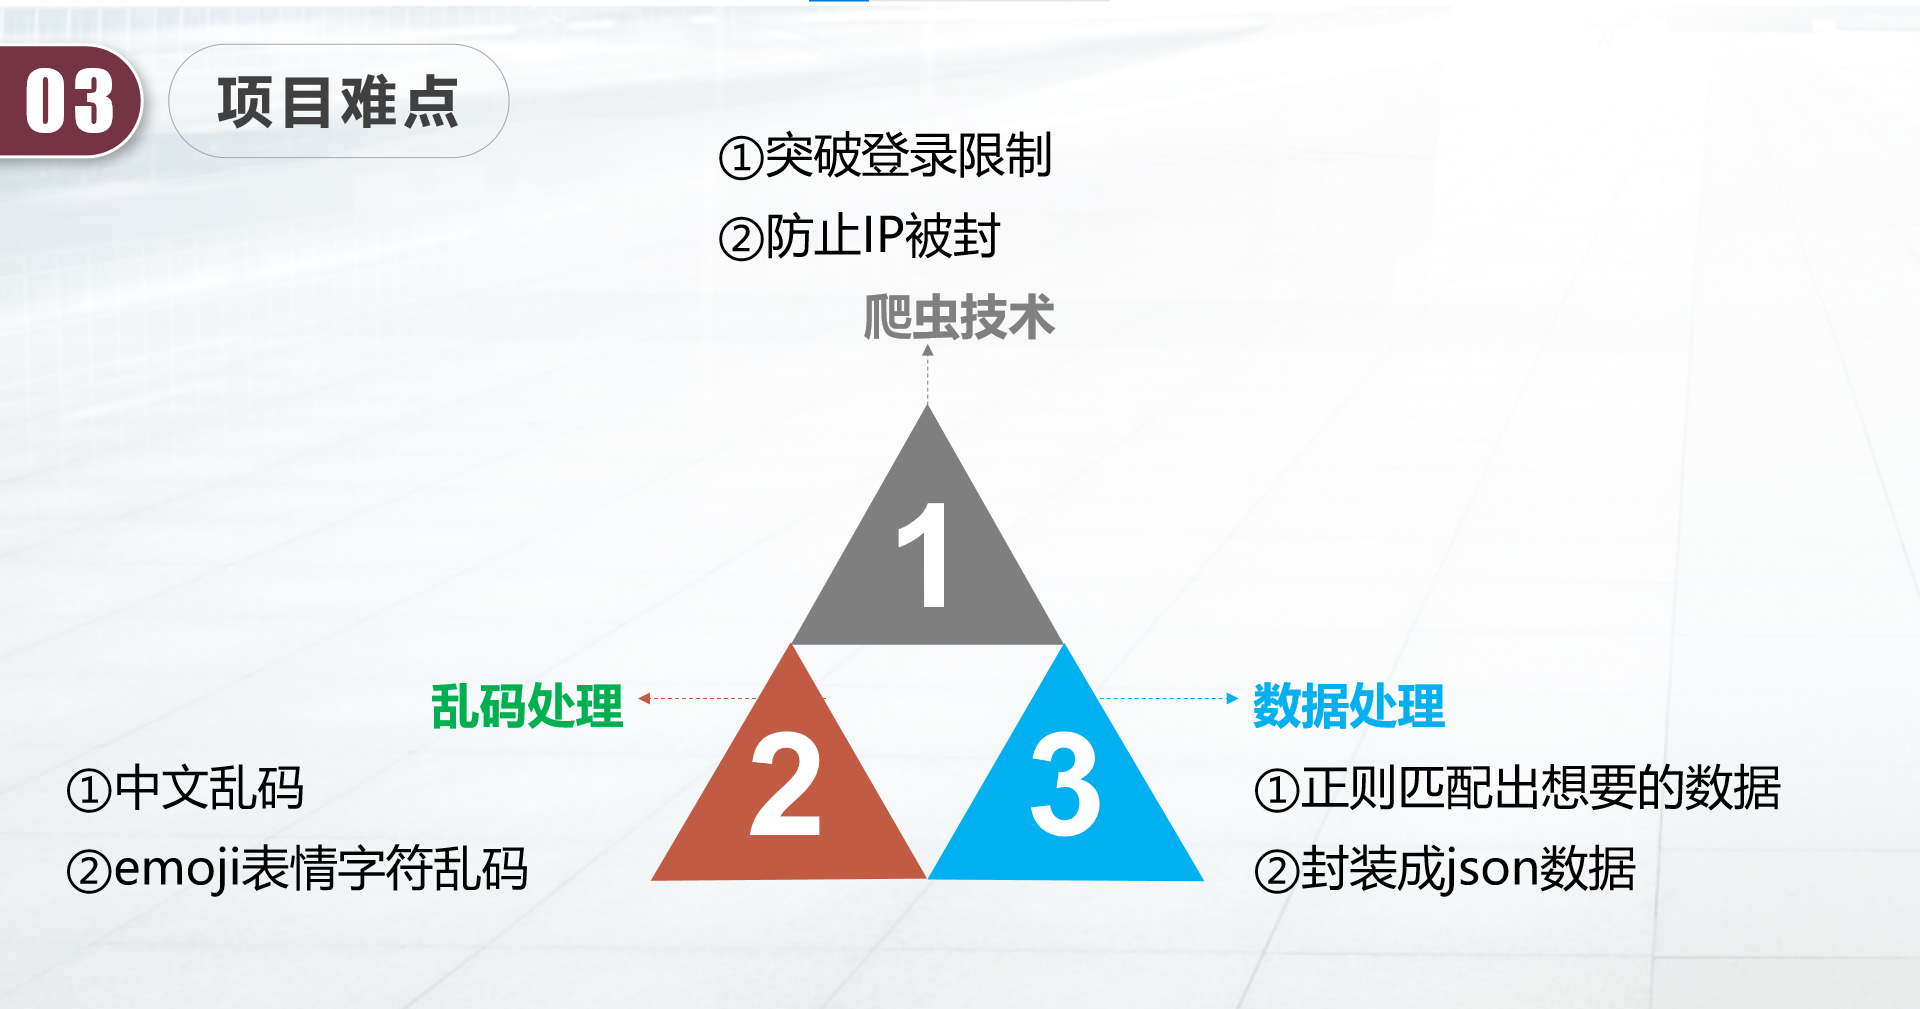 03
项目难点
①突破登录限制
②防止IP被封
爬虫技术
1
乱码处理
2
①中文乱码
②emoji表情字符乱码
3
数据处理
①正则匹配出想要的数据
②封装成json数据